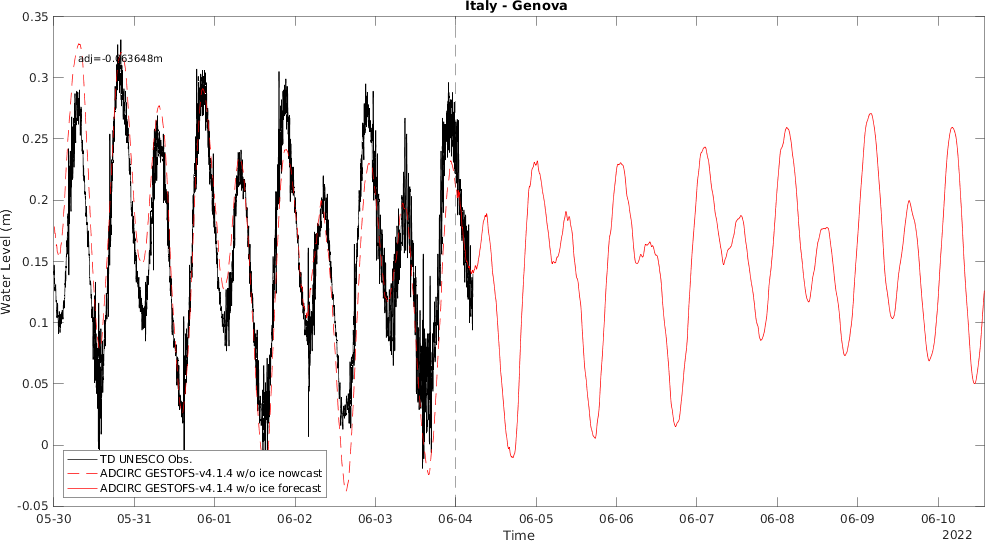 Italy - Genova
0.35
0.3
0.25
0.2
0.15
0.1
0.05
0
-0.05
Water Level (m)
adj=-0.063648m
TD UNESCO Obs.
ADCIRC GESTOFS-v4.1.4 w/o ice nowcast
ADCIRC GESTOFS-v4.1.4 w/o ice forecast
05-30 05-31 06-01 06-02 06-03 06-04 06-05 06-06 06-07 06-08 06-09 06-10
Time
2022